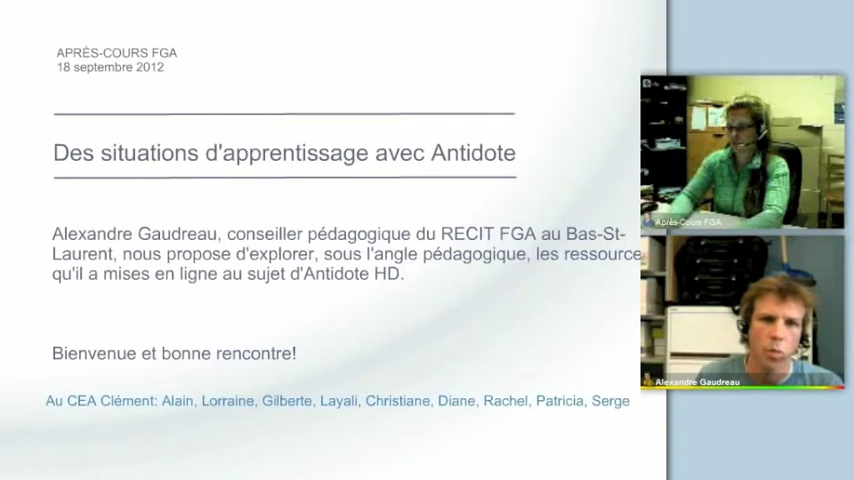 APRÈS-COURS FGA
18 septembre 2012
Des situations d'apprentissage avec Antidote
Alexandre Gaudreau, conseiller pédagogique du RECIT FGA au Bas-St-
Laurent, nous propose d'explorer, sous l'angle pédagogique, les ressource
qu'il a mises en ligne au sujet d'Antidote HD.
Bienvenue et bonne rencontre!
Au CEA Clément: Alain, Lorraine, Gilberte, Layali, Christiane, Diane, Rachel, Patricia, Serge
Après-Cours FGA
Alexandre Gaudreau